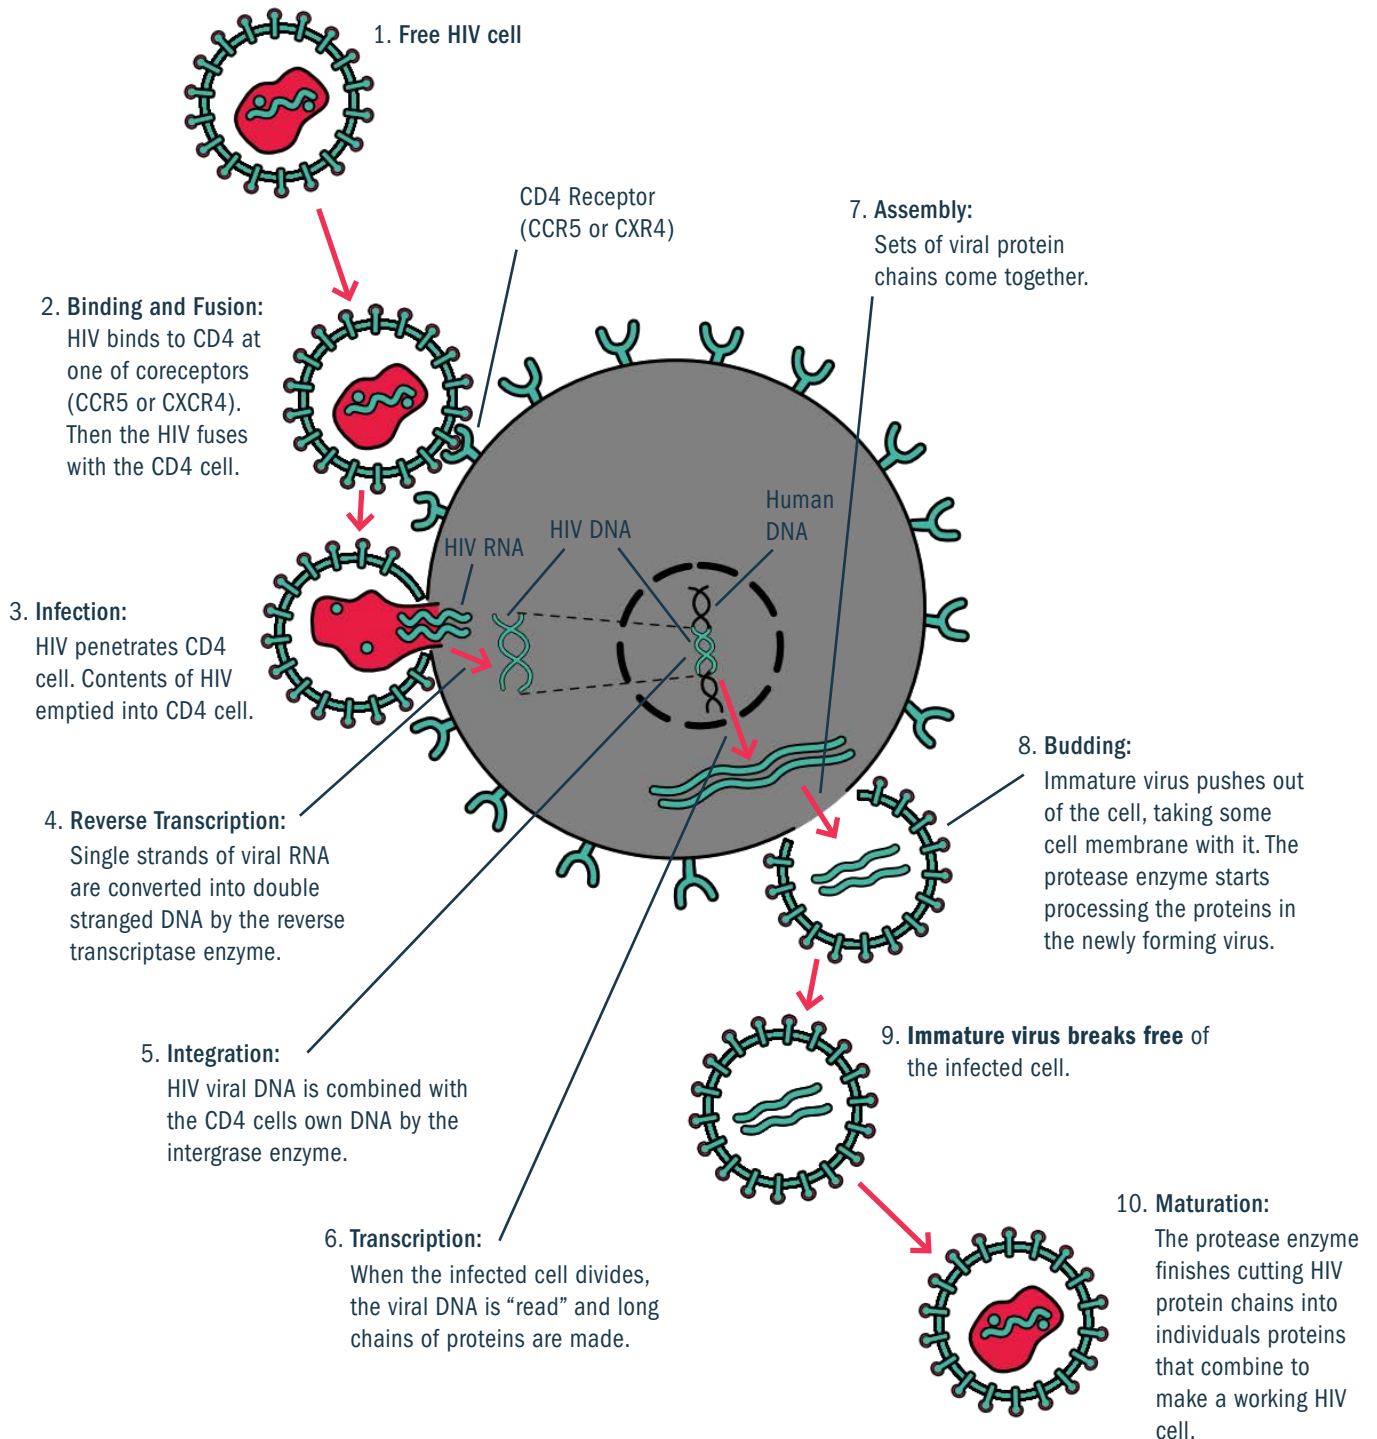 1. Free HIV cell
CD4 Receptor
(CCR5 or CXR4)
2. Binding and Fusion:
HIV binds to CD4 at
one of coreceptors
(CCR5 or CXCR4).
Then the HIV fuses
with the CD4 cell.
HIV RNA
HIV DNA
Human
DNA
3. Infection:
HIV penetrates CD4
cell. Contents of HIV
emptied into CD4 cell.
4. Reverse Transcription:
Single strands of viral RNA
are converted into double
stranged DNA by the reverse
transcriptase enzyme.
5. Integration:
HIV viral DNA is combined with
the CD4 cells own DNA by the
intergrase enzyme.
6. Transcription:
When the infected cell divides,
the viral DNA is “read” and long
chains of proteins are made.
7. Assembly:
Sets of viral protein
chains come together.
8. Budding:
Immature virus pushes out
of the cell, taking some
cell membrane with it. The
protease enzyme starts
processing the proteins in
the newly forming virus.
9. Immature virus breaks free of
the infected cell.
10. Maturation:
The protease enzyme
finishes cutting HIV
protein chains into
individuals proteins
that combine to
make a working HIV
cell.